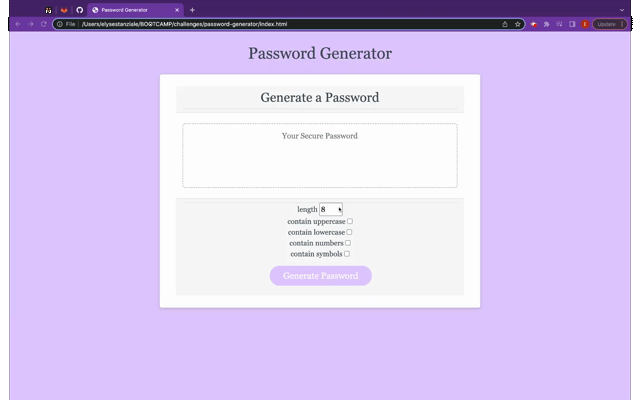 Password Generator
File
/Users/elysestanziale/BOOTCAMP/challenges/password-generator/index.html
Update
Password Generator
Generate a Password
Your Secure Password
length 8
contain uppercase
contain lowercase
contain numbers
contain symbols
Generate Password